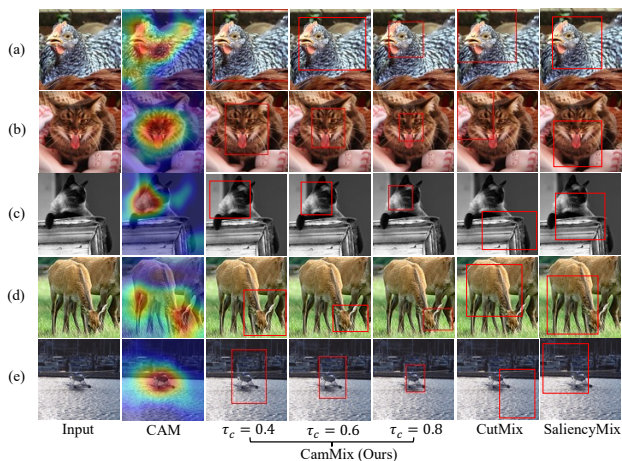 (a)
(b)
(c)
(d)
(e)
Input CAM τc = 0.4 τc = 0.6 τc = 0.8 CutMix SaliencyMix
CamMix (Ours)